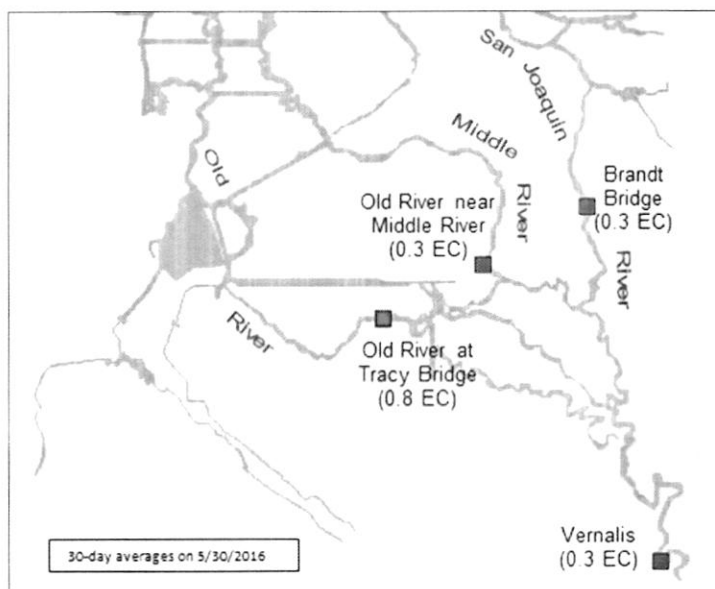 San Joaquin
River
Middle
River
Old
River
Brandt
Bridge
(0.3 EC)
Old River near
Middle River
(0.3 EC)
Old River at
Tracy Bridge
(0.8 EC)
Vernalis
(0.3 EC)
30-day averages on 5/30/2016